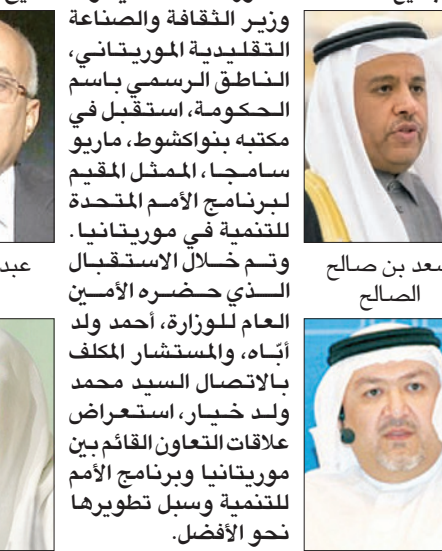 وزير الثقافة والصناعة
التقليدية الموريتاني،
الناطق الرسمي باسم
الحكومة، استقبل في
مكتبه بنواكشوط، ماريو
سامجا، الممثل المقيم
لبرنامج الأمم المتحدة
للتنمية في موريتانيا.
وتم خلال الاستقبال
الذي حضره الأمين
العام للوزارة، أحمد ولد
أبّاه، والمستشار المكلف
بالاتصال السيد محمد
ولد خيار، استعراض
علاقات التعاون القائم بين
موريتانيا وبرنامج الأمم
للتنمية وسبل تطويرها
نحو الأفضل.
سعد بن صالح
الصالح
عبد